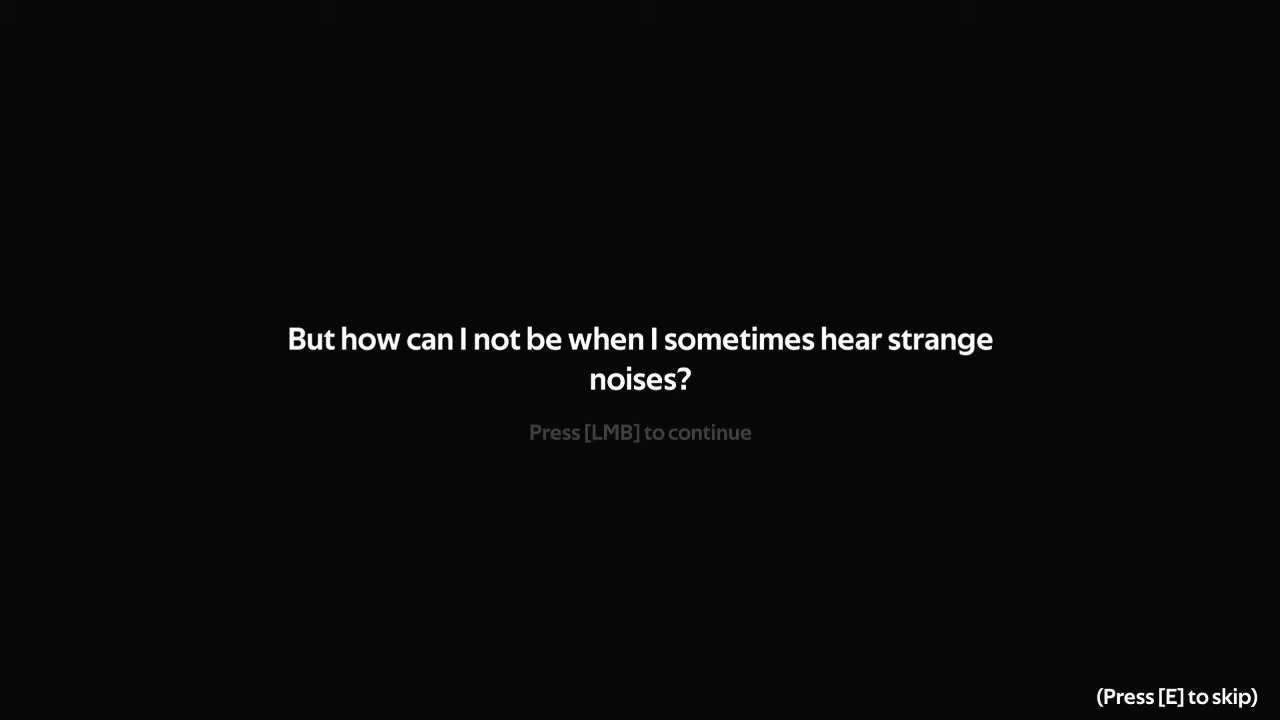 But how can I not be when I sometimes hear strange
noises?
Press [LMB] to continue
(Press [E] to skip)